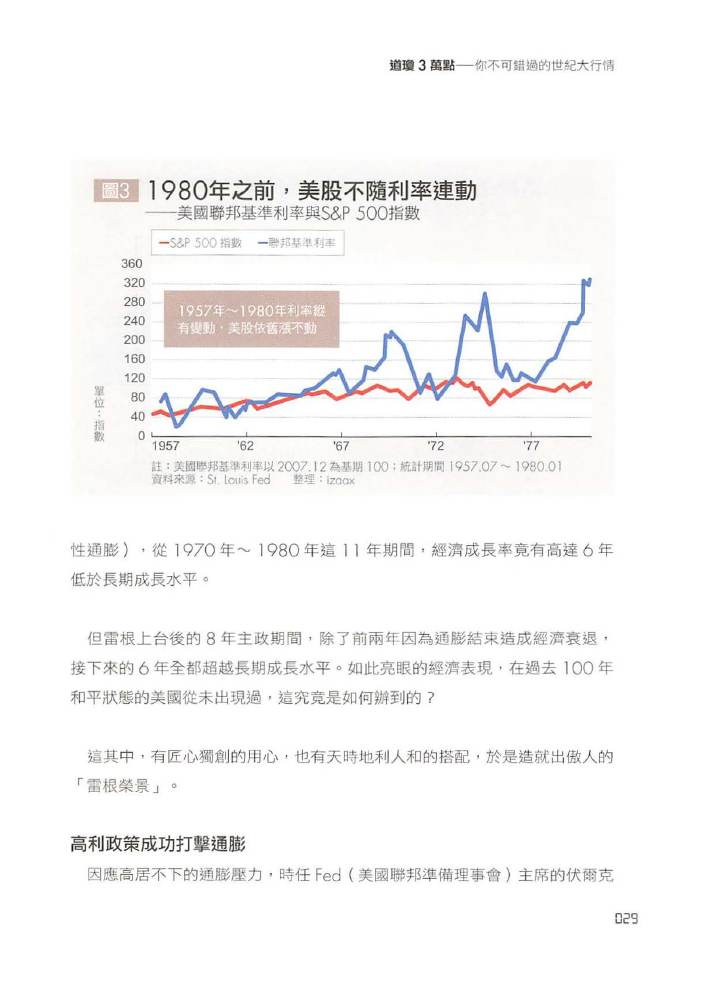 道瓊 3 萬點──你不可錯過的世紀大行情
圖3 1980年之前，美股不隨利率連動
──美國聯邦基準利率與S&P 500指數
S&P 500 指數 聯邦基準利率
360
320
280
240
200
160
120
80
40
0
1957年～1980年利率縱
有變動，美股依舊漲不動
單位：指數
1957 '62 '67 '72 '77
註：美國聯邦基準利率以 2007.12 為基期 100；統計期間 1957.07 ～ 1980.01
資料來源：St. Louis Fed 整理：Izaax
性通膨），從 1970 年～ 1980 年這 11 年期間，經濟成長率竟有高達 6 年
低於長期成長水平。
但雷根上台後的 8 年主政期間，除了前兩年因為通膨結束造成經濟衰退，
接下來的 6 年全都超越長期成長水平。如此亮眼的經濟表現，在過去 100 年
和平狀態的美國從未出現過，這究竟是如何辦到的？
這其中，有匠心獨創的用心，也有天時地利人和的搭配，於是造就出傲人的
「雷根榮景」。
高利政策成功打擊通膨
因應高居不下的通膨壓力，時任 Fed（美國聯邦準備理事會）主席的伏爾克
029